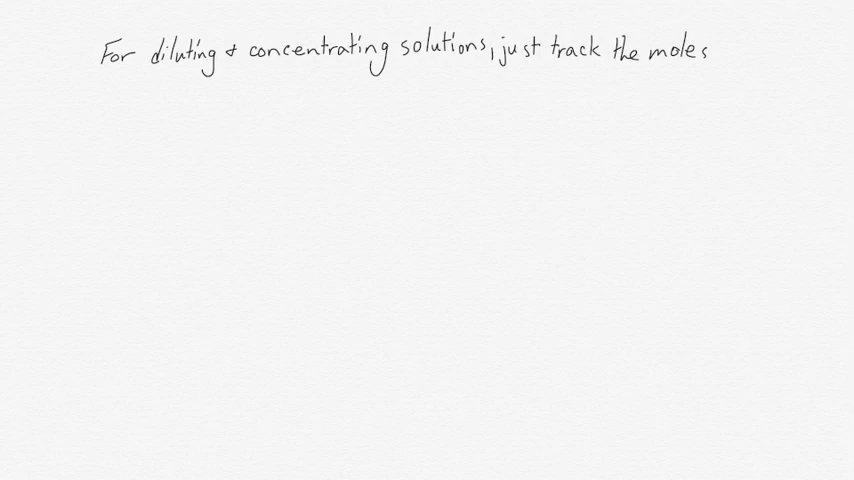 For diluting & concentrating solutions, just track the moles